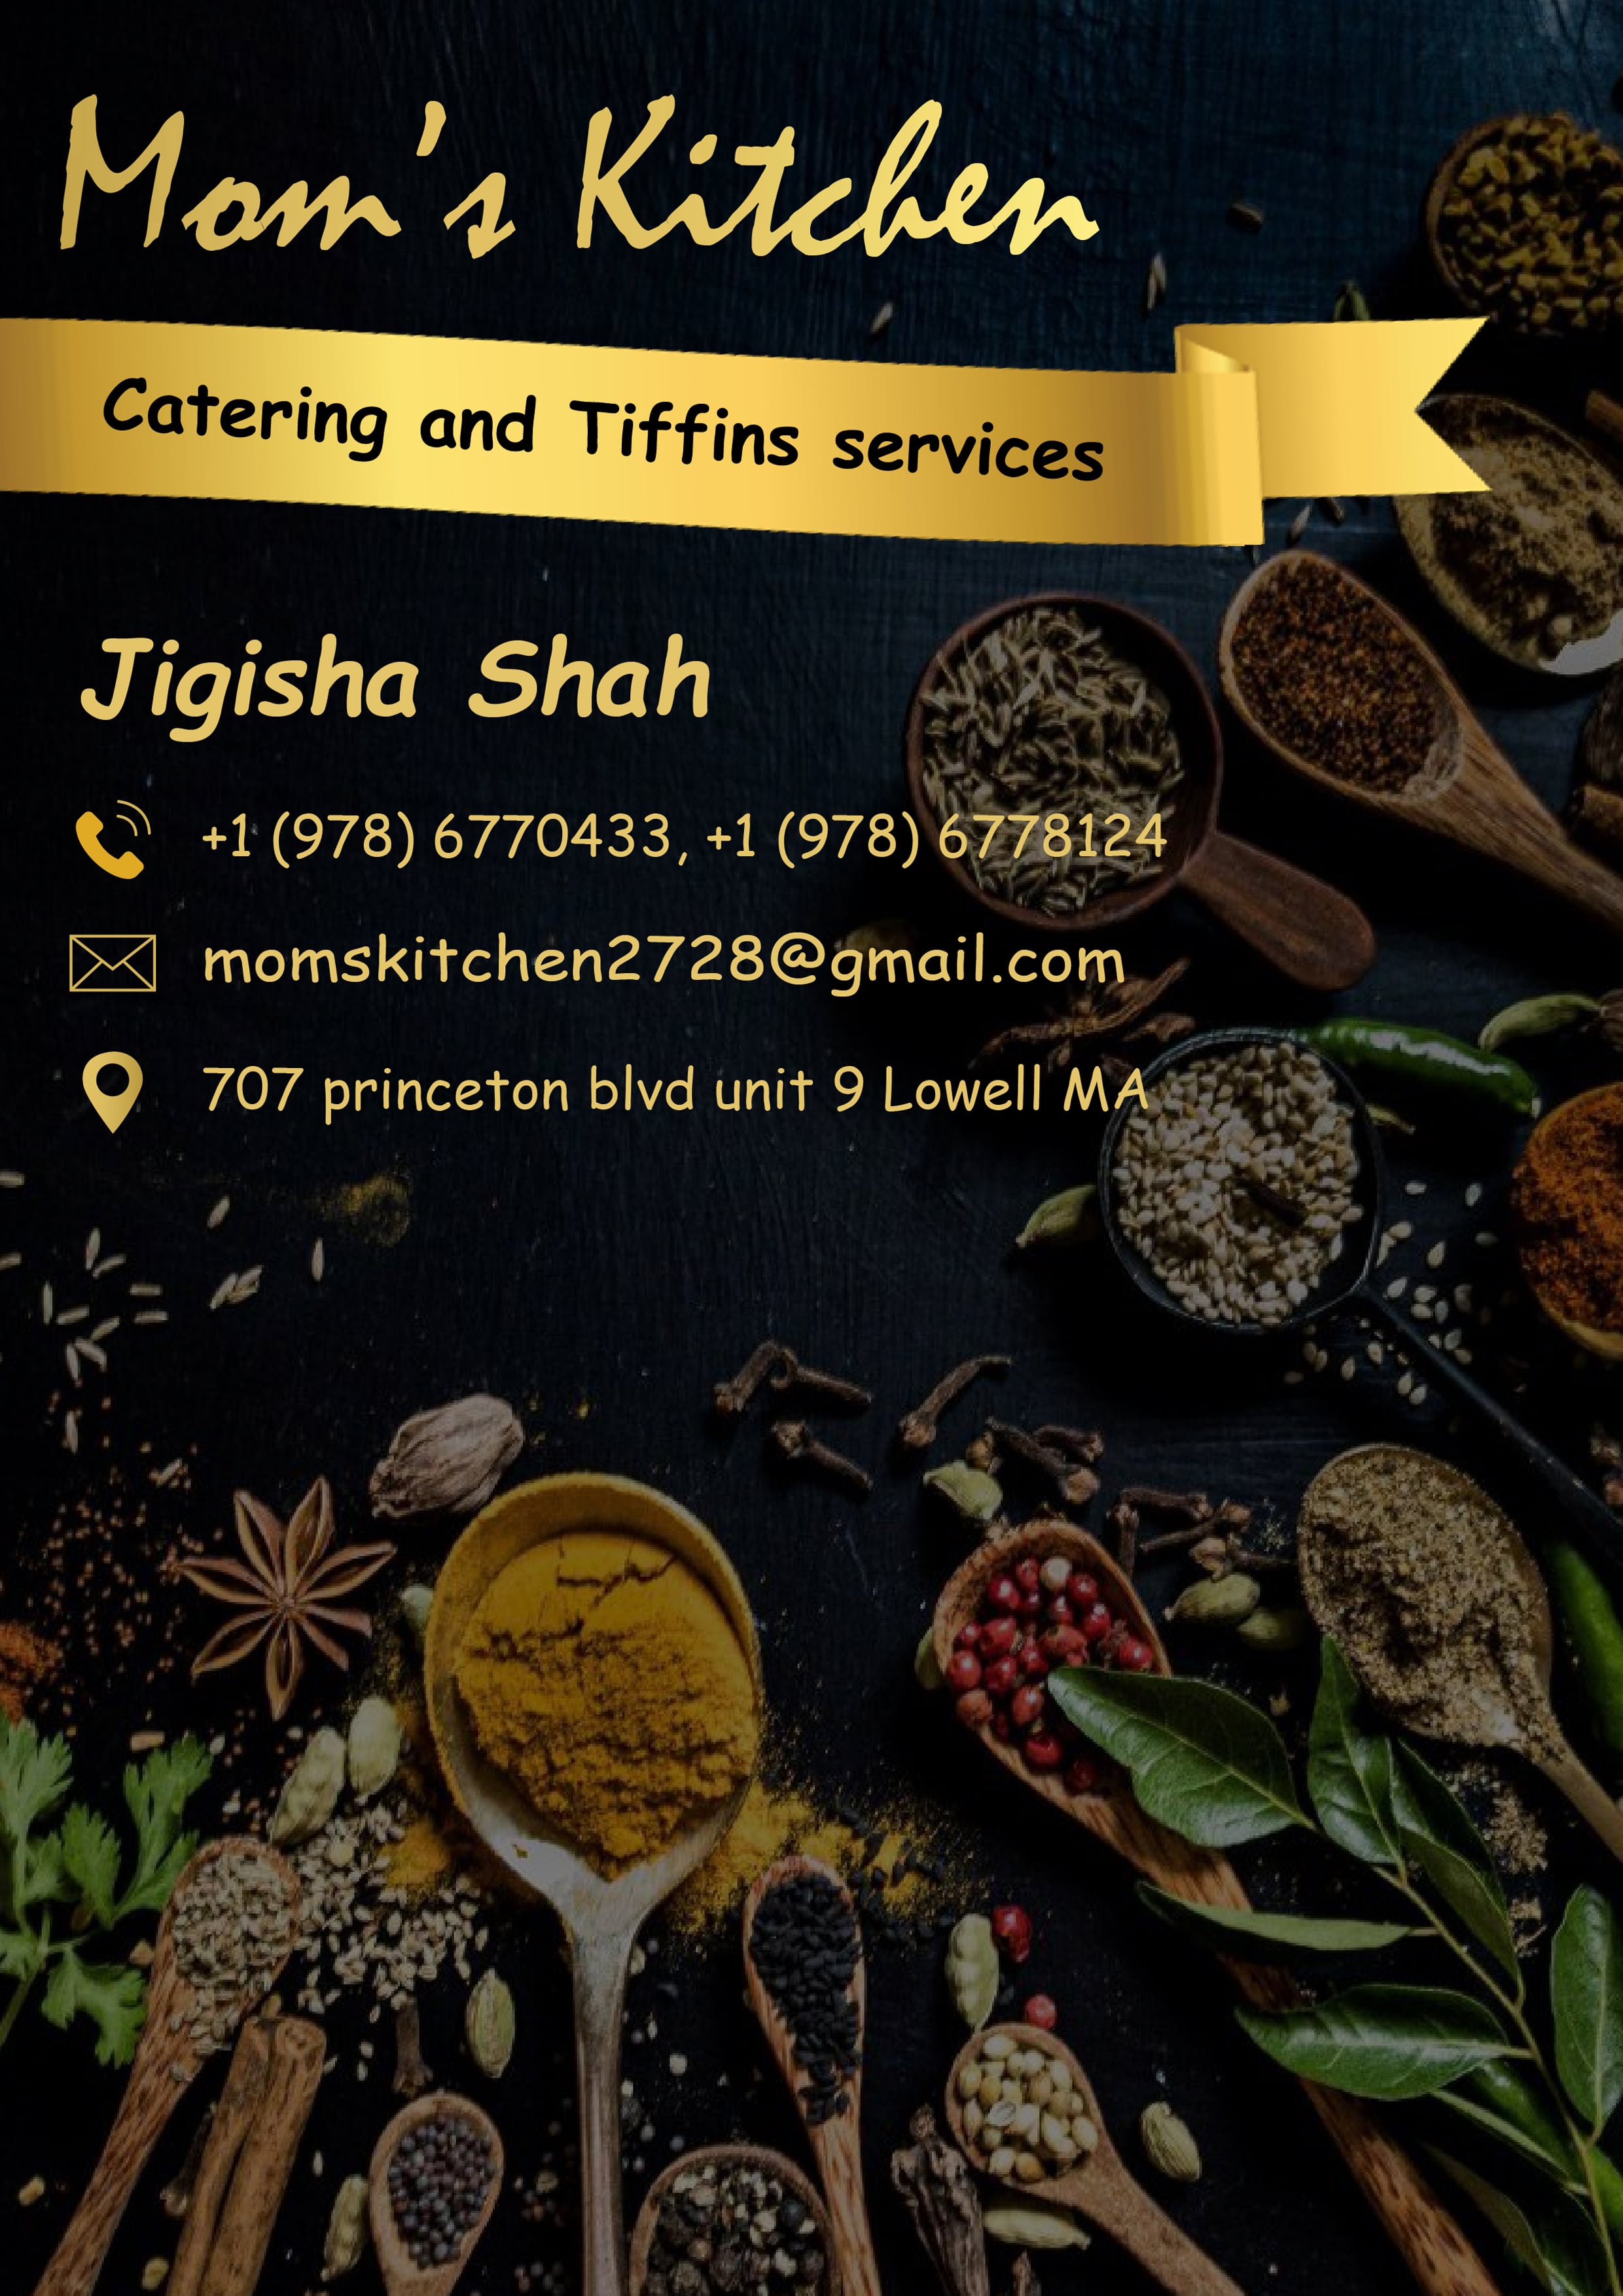 Mom's Kitchen
Catering and Tiffins services
Jigisha Shah
+1 (978) 6770433, +1 (978) 6778124
momskitchen2728@gmail.com
707 princeton blvd unit 9 Lowell MA